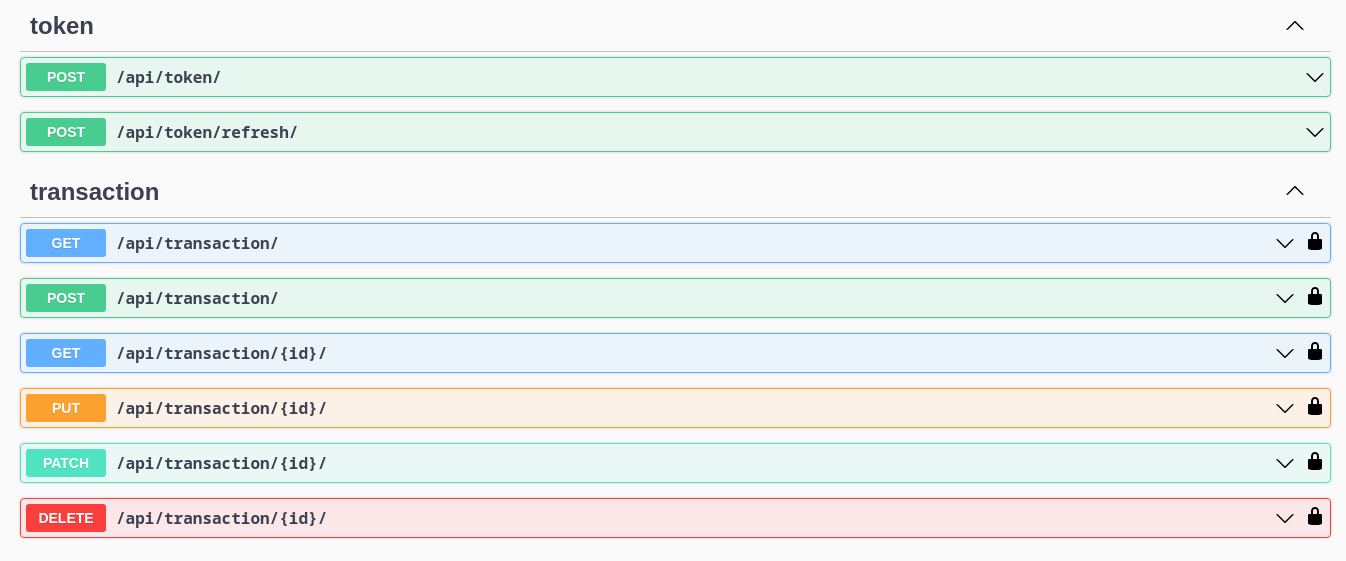 token
POST /api/token/
POST /api/token/refresh/
transaction
GET /api/transaction/
POST /api/transaction/
GET /api/transaction/{id}/
PUT /api/transaction/{id}/
PATCH /api/transaction/{id}/
DELETE /api/transaction/{id}/